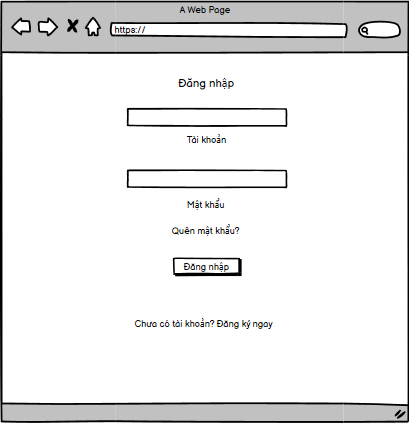 A Web Page
https://
Đăng nhập
Tài khoản
Mật khẩu
Quên mật khẩu?
Đăng nhập
Chưa có tài khoản? Đăng ký ngay